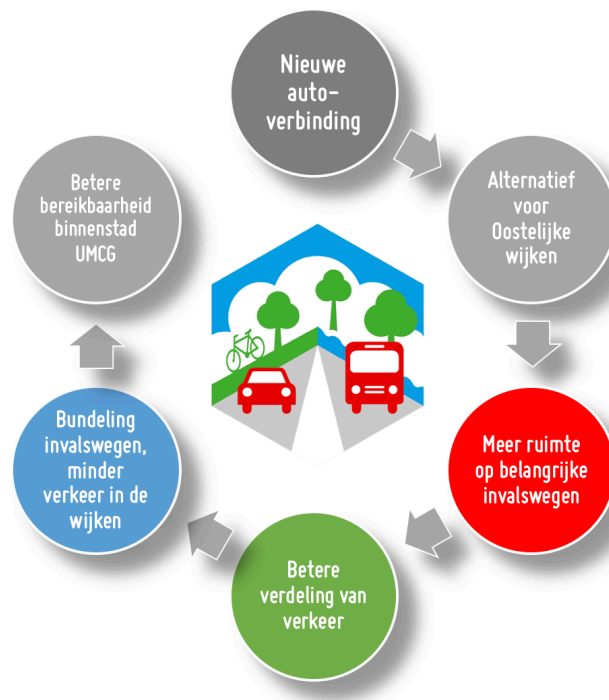 Nieuwe
auto-
verbinding
Alternatief
voor
Oostelijke
wijken
Meer ruimte
op belangrijke
invalswegen
Betere
verdeling van
verkeer
Bundeling
invalswegen,
minder
verkeer in de
wijken
Betere
bereikbaarheid
binnenstad
UMCG